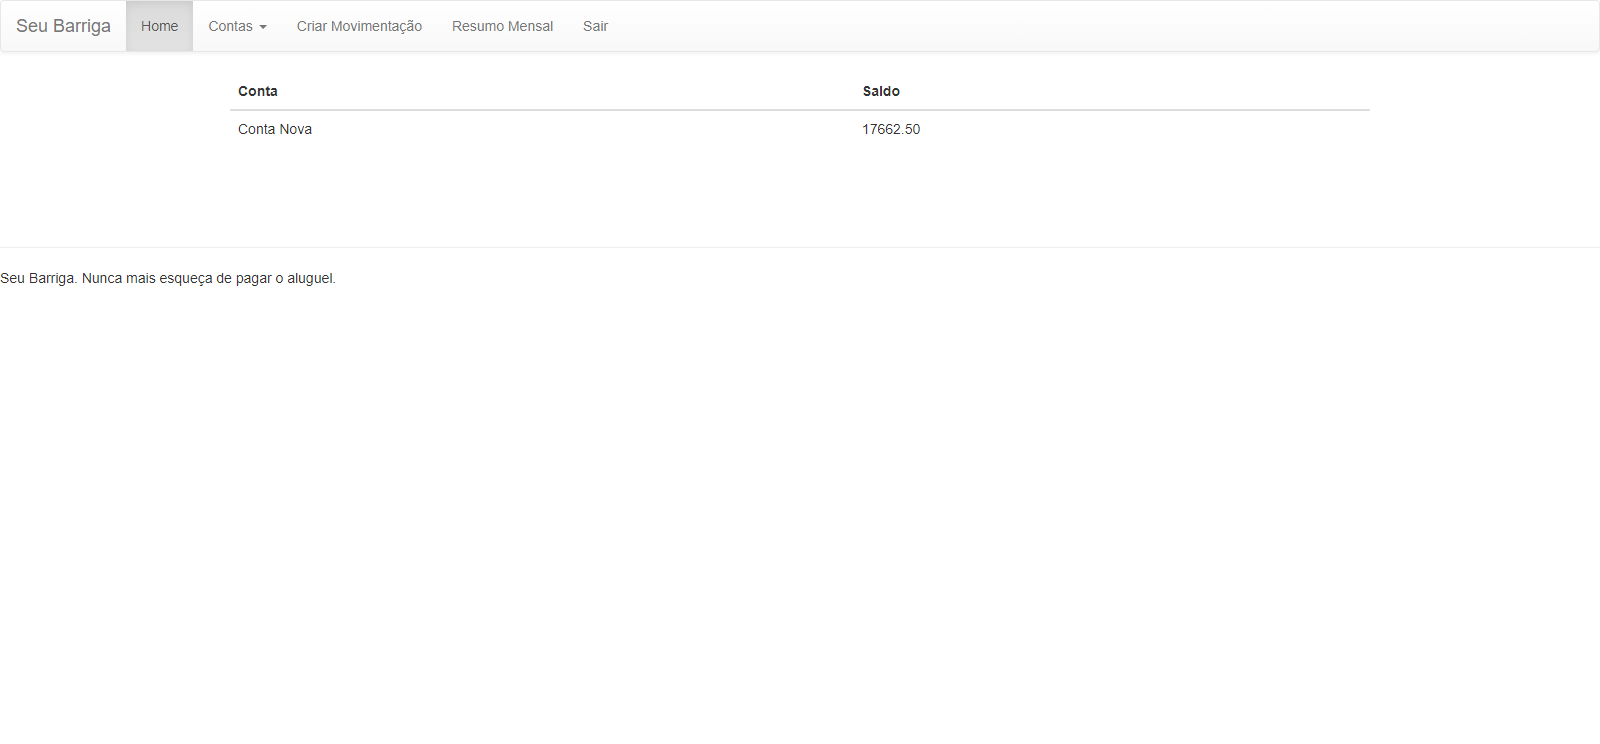 Seu Barriga Home Contas Criar Movimentação Resumo Mensal Sair
Conta Saldo
Conta Nova 17662.50
Seu Barriga. Nunca mais esqueça de pagar o aluguel.